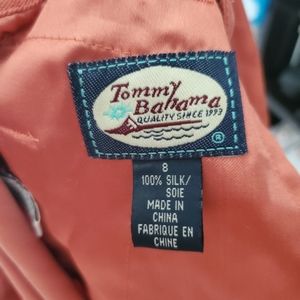 Tommy
Bahama
QUALITY SINCE 1993
®
8
100% SILK/
SOIE
MADE IN
CHINA
FABRIQUE EN
CHINE